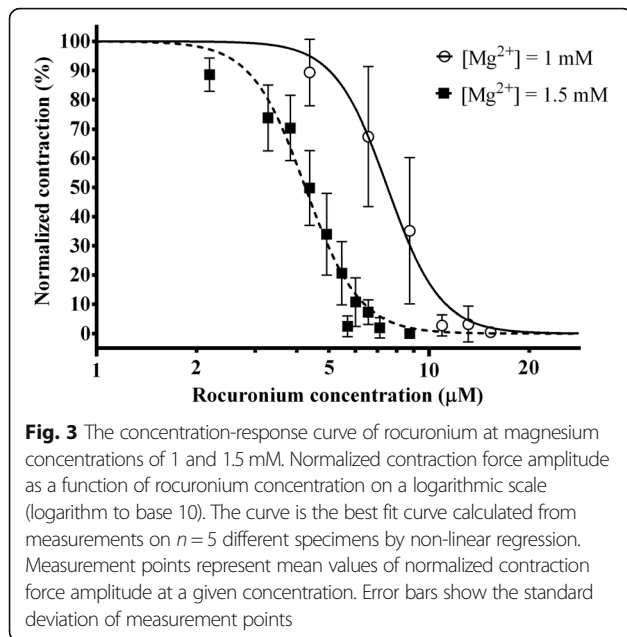 100
90
80
70
60
50
40
30
20
10
0
Normalized contraction (%)
[Mg2+] = 1 mM
[Mg2+] = 1.5 mM
1 2 5 10 20
Rocuronium concentration (μM)
Fig. 3 The concentration-response curve of rocuronium at magnesium
concentrations of 1 and 1.5 mM. Normalized contraction force amplitude
as a function of rocuronium concentration on a logarithmic scale
(logarithm to base 10). The curve is the best fit curve calculated from
measurements on n = 5 different specimens by non-linear regression.
Measurement points represent mean values of normalized contraction
force amplitude at a given concentration. Error bars show the standard
deviation of measurement points